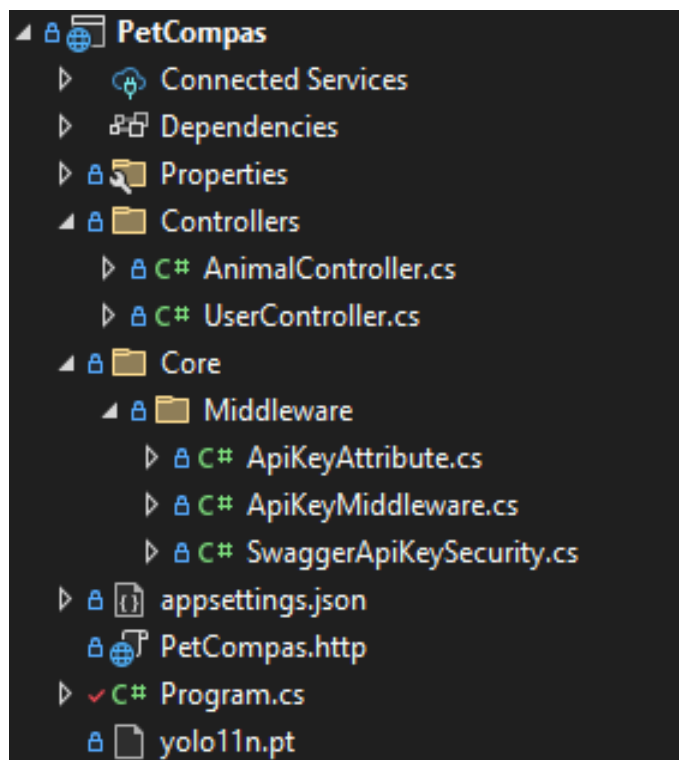 PetCompas
Connected Services
Dependencies
Properties
Controllers
C# AnimalController.cs
C# UserController.cs
Core
Middleware
C# ApiKeyAttribute.cs
C# ApiKeyMiddleware.cs
C# SwaggerApiKeySecurity.cs
appsettings.json
PetCompas.http
C# Program.cs
yolo11n.pt